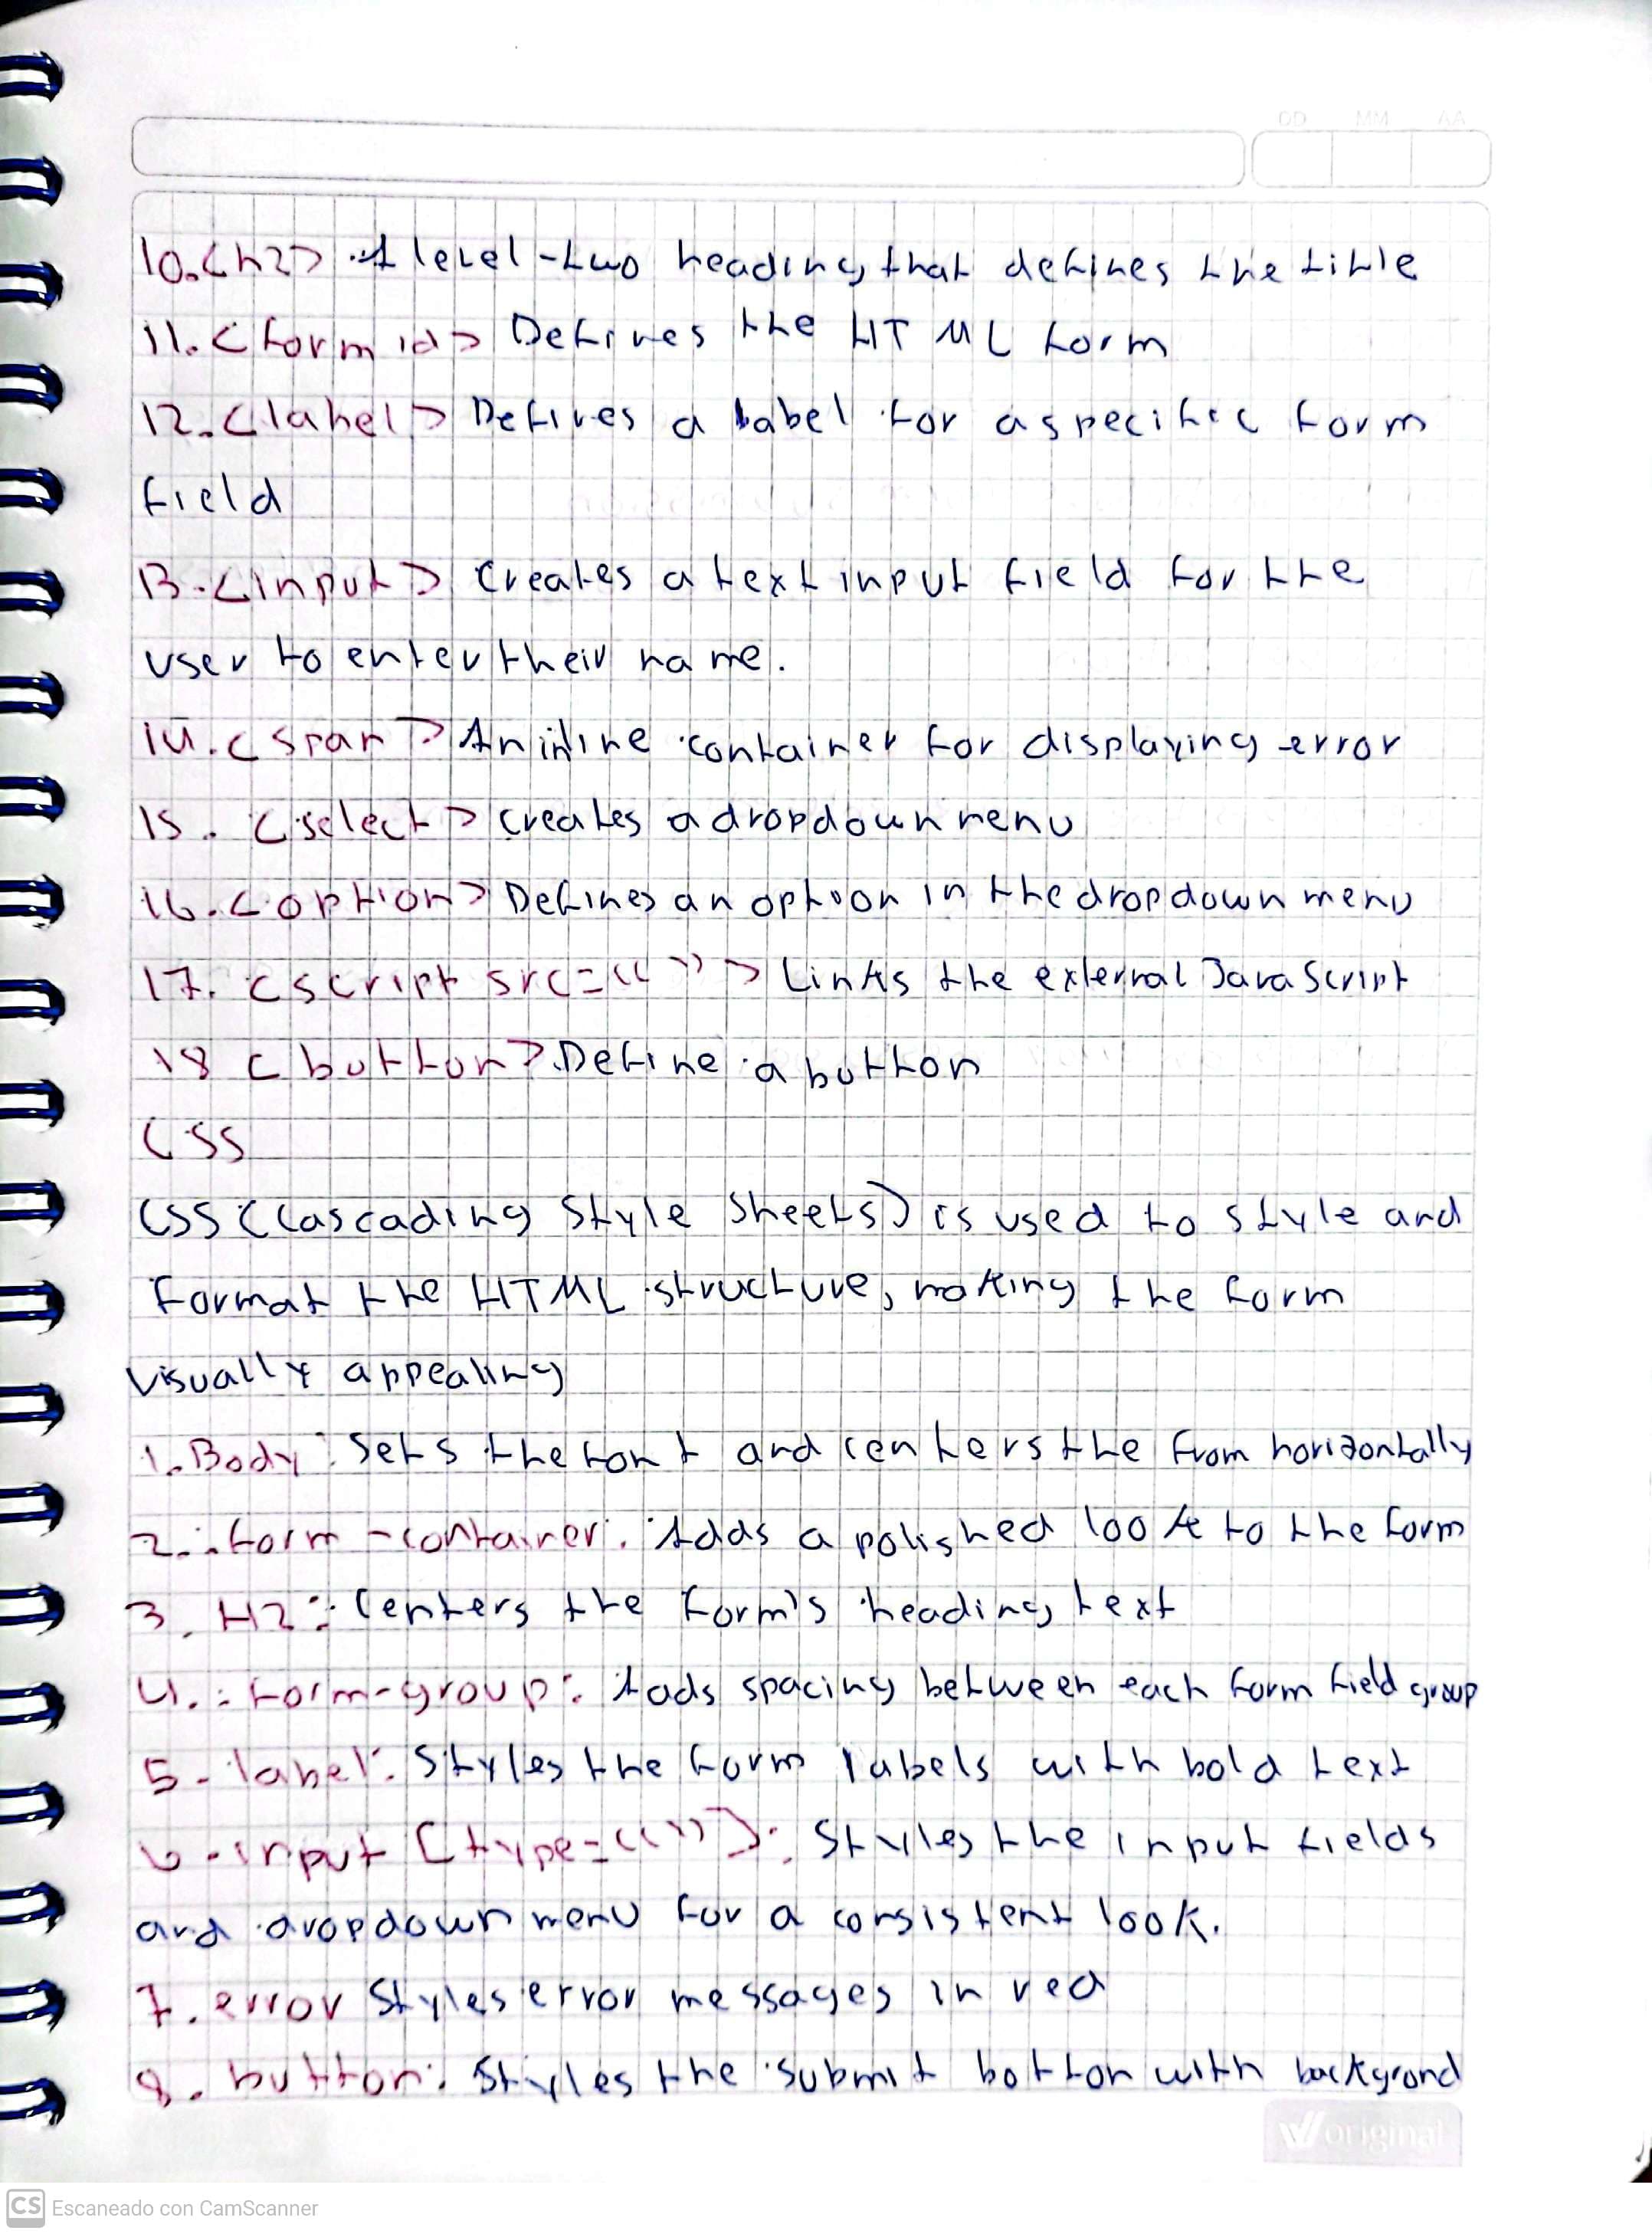 DD MM AA
10.<h2> A level-two heading that defines the title
11.<form id> Defines the HTML form
12.<label> Defines a label for a specific form
field
13.<input> Creates a text input field for the
user to enter their name.
14.<span> An inline container for displaying error
15. <select> creates a dropdown menu
16.<option> Defines an option in the dropdown menu
17. <script src=“ ”> Links the external JavaScript
18 <button> Define a button
CSS
CSS (Cascading Style Sheets) is used to style and
format the HTML structure, making the form
visually appealing
1. Body: Sets the font and centers the from horizontally
2. .form-container: Adds a polished look to the form
3. H2: Centers the form's heading text
4. .form-group: Adds spacing between each form field group
5- label: Styles the form labels with bold text
6. input [type=“ ”]: Styles the input fields
and dropdown menu for a consistent look.
7. error Styles error messages in red
8. button: Styles the submit botton with backgrond
original
CS Escaneado con CamScanner